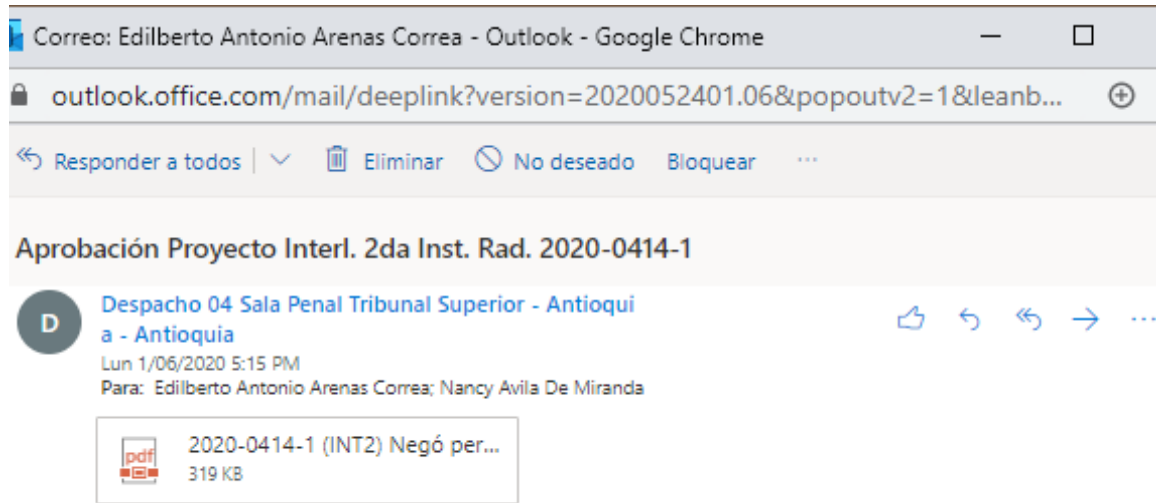 Correo: Edilberto Antonio Arenas Correa - Outlook - Google Chrome
outlook.office.com/mail/deeplink?version=2020052401.06&popoutv2=1&leanb...
Responder a todos | Eliminar No deseado Bloquear ...
Aprobación Proyecto Interl. 2da Inst. Rad. 2020-0414-1
D
Despacho 04 Sala Penal Tribunal Superior - Antioqui
a - Antioquia
Lun 1/06/2020 5:15 PM
Para: Edilberto Antonio Arenas Correa; Nancy Avila De Miranda
pdf
2020-0414-1 (INT2) Negó per...
319 KB